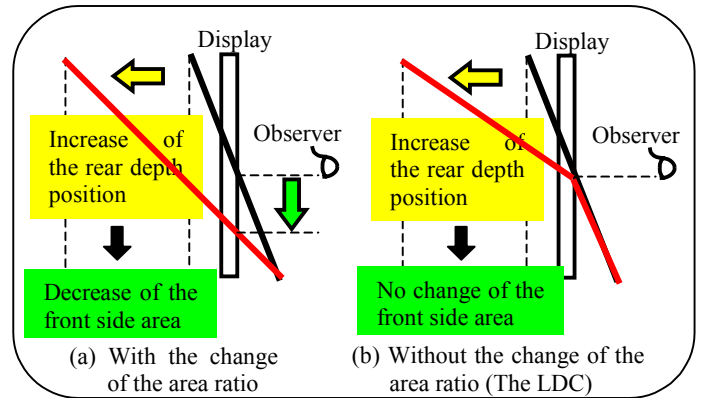 Display
Observer
Increase of
the rear depth
position
Decrease of the
front side area
(a) With the change
of the area ratio
Display
Observer
Increase of
the rear depth
position
No change of the
front side area
(b) Without the change of the
area ratio (The LDC)